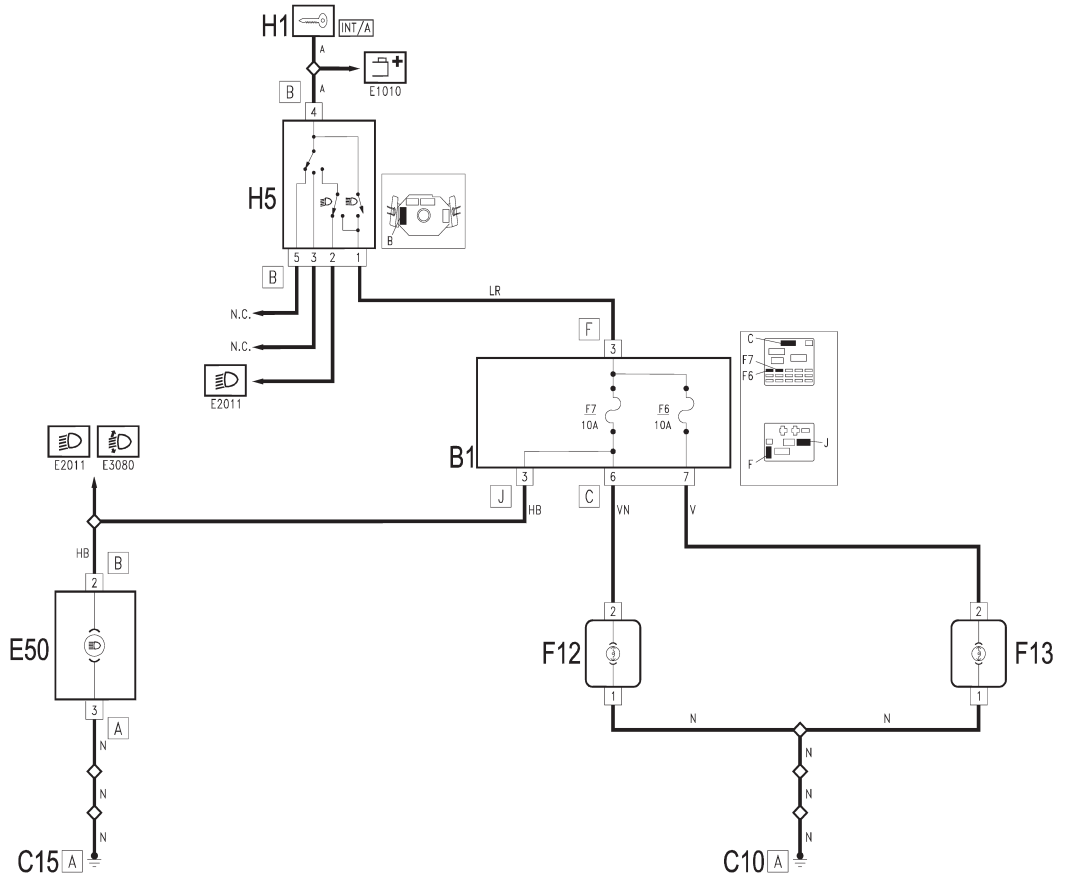 H1
INT/A
A
E1010
B
A
4
H5
B
5 3 2 1
B
LR
N.C.
N.C.
E2011
F
3
C
F7
F6
J
F
F7
10A
F6
10A
B1
E2011
E3080
3
6
7
J
C
HB
VN
V
HB
B
2
E50
3
A
2
F12
1
2
F13
1
N
N
N
N
N
N
N
N
C15
A
C10
A